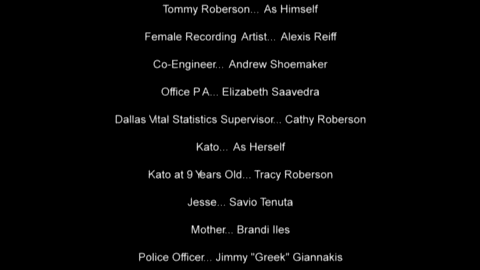 Tommy Roberson... As Himself
Female Recording Artist... Alexis Reiff
Co-Engineer... Andrew Shoemaker
Office P A... Elizabeth Saavedra
Dallas Vital Statistics Supervisor... Cathy Roberson
Kato... As Herself
Kato at 9 Years Old... Tracy Roberson
Jesse... Savio Tenuta
Mother... Brandi Iles
Police Officer... Jimmy "Greek" Giannakis